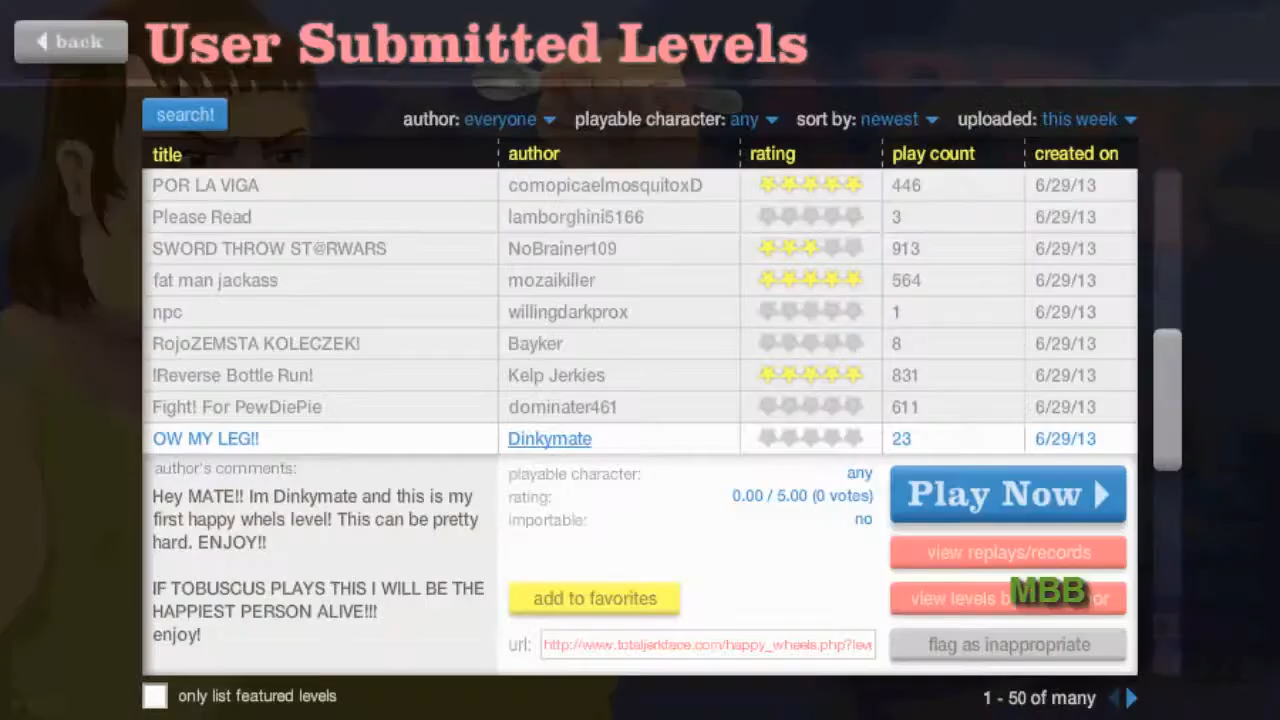 back
User Submitted Levels
search!
author: everyone playable character: any sort by: newest uploaded: this week
title author rating play count created on
POR LA VIGA comopicaelmosquitoxD 446 6/29/13
Please Read lamborghini5166 3 6/29/13
SWORD THROW ST@RWARS NoBrainer109 913 6/29/13
fat man jackass mozaikiller 564 6/29/13
npc willingdarkprox 1 6/29/13
RojoZEMSTA KOLECZEK! Bayker 8 6/29/13
!Reverse Bottle Run! Kelp Jerkies 831 6/29/13
Fight! For PewDiePie dominater461 611 6/29/13
OW MY LEG!! Dinkymate 23 6/29/13
author's comments:
Hey MATE!! Im Dinkymate and this is my
first happy whels level! This can be pretty
hard. ENJOY!!
IF TOBUSCUS PLAYS THIS I WILL BE THE
HAPPIEST PERSON ALIVE!!!
enjoy!
playable character: any
rating: 0.00 / 5.00 (0 votes)
importable: no
add to favorites
url: http://www.totaljerkface.com/happy_wheels.php?leve
Play Now
view replays/records
view levels
MBB
flag as inappropriate
only list featured levels
1 - 50 of many